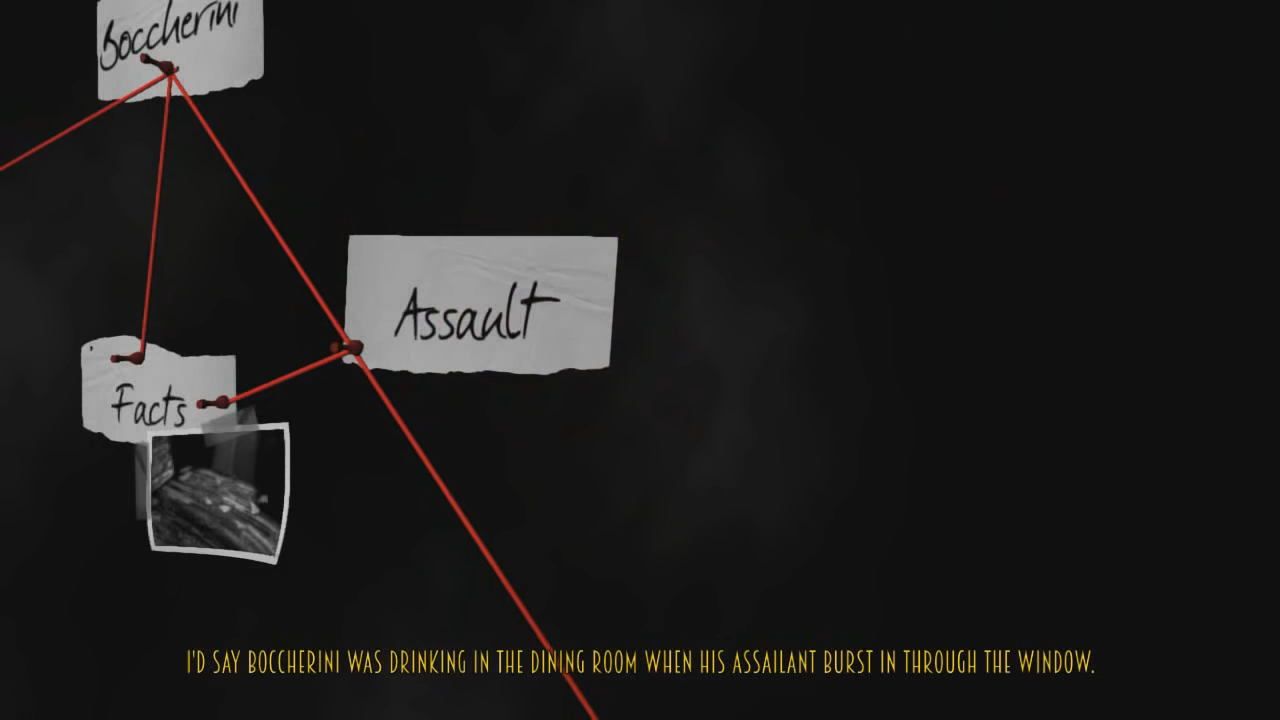 Boccherini
Assault
Facts
I'D SAY BOCCHERINI WAS DRINKING IN THE DINING ROOM WHEN HIS ASSAILANT BURST IN THROUGH THE WINDOW.